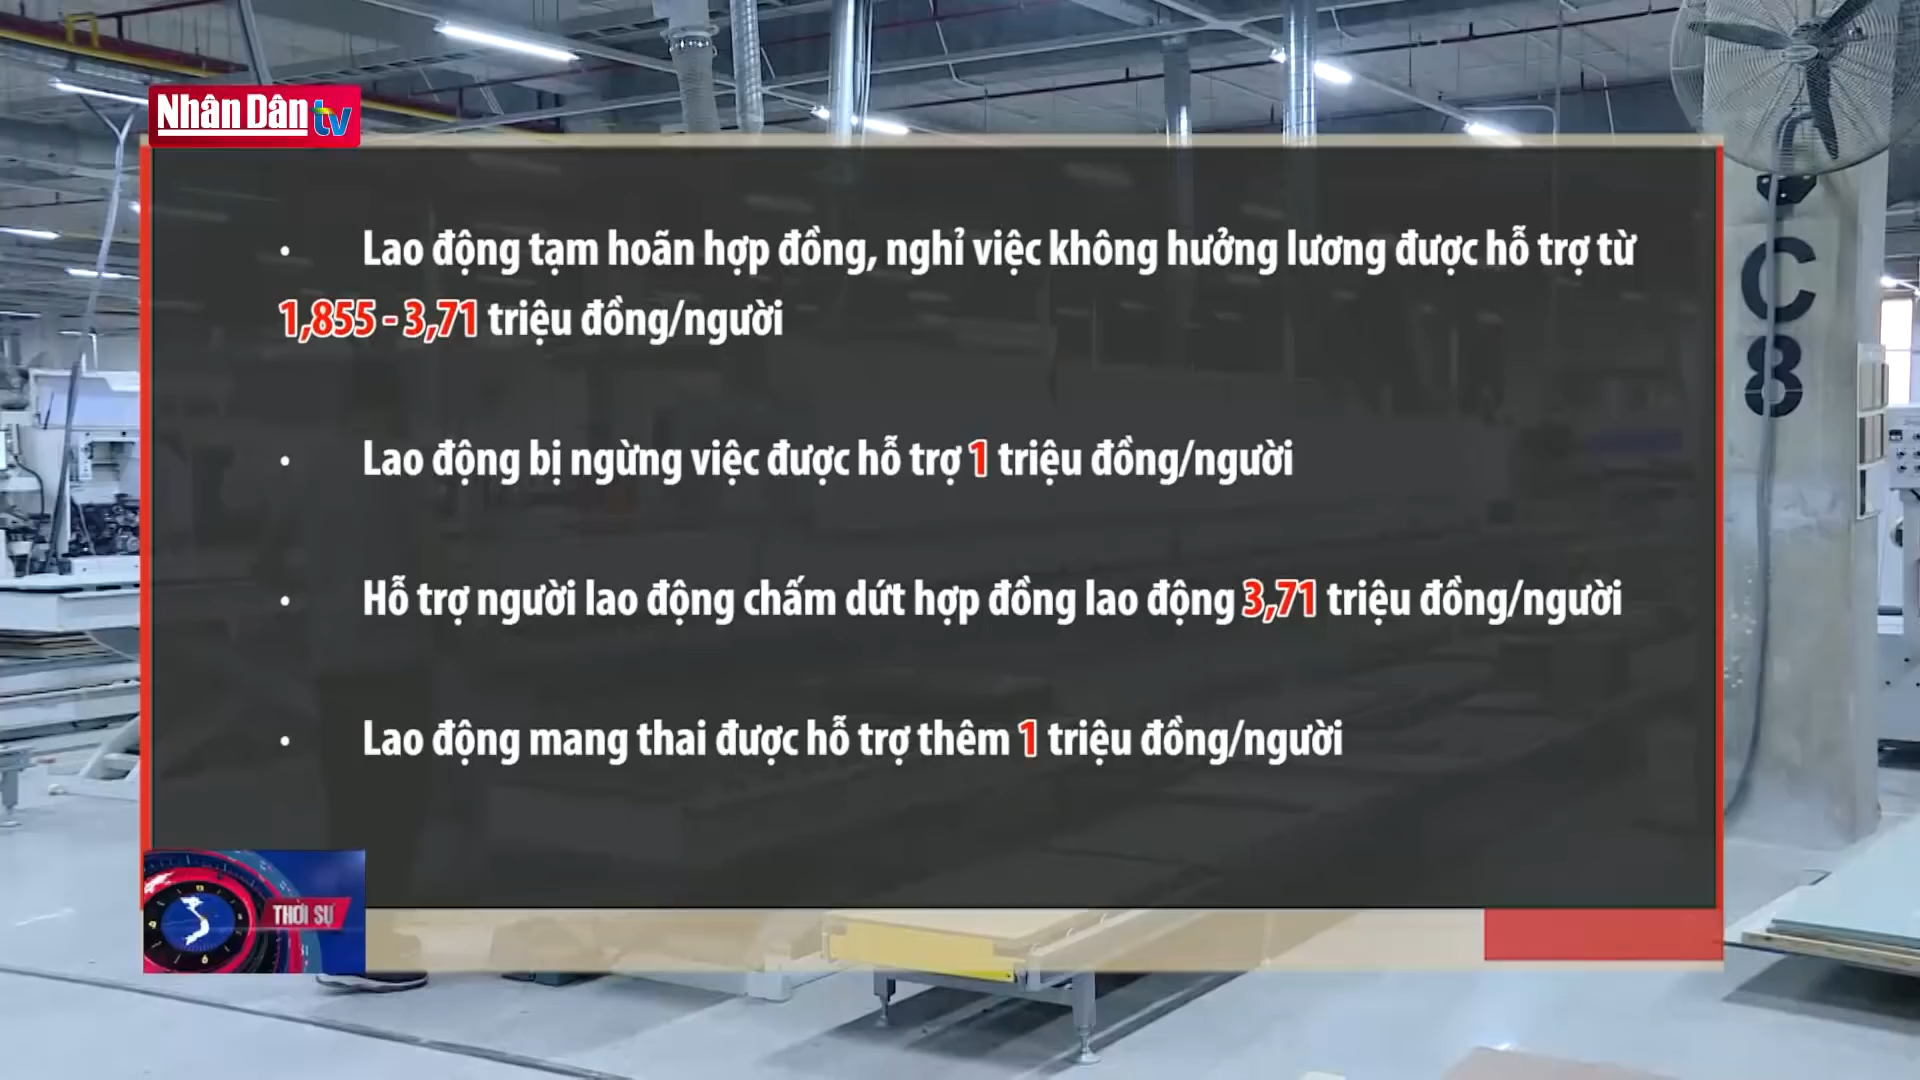 Nhân Dân tv
• Lao động tạm hoãn hợp đồng, nghỉ việc không hưởng lương được hỗ trợ từ
1,855 - 3,71 triệu đồng/người
• Lao động bị ngừng việc được hỗ trợ 1 triệu đồng/người
• Hỗ trợ người lao động chấm dứt hợp đồng lao động 3,71 triệu đồng/người
• Lao động mang thai được hỗ trợ thêm 1 triệu đồng/người
C
8
THỜI SỰ